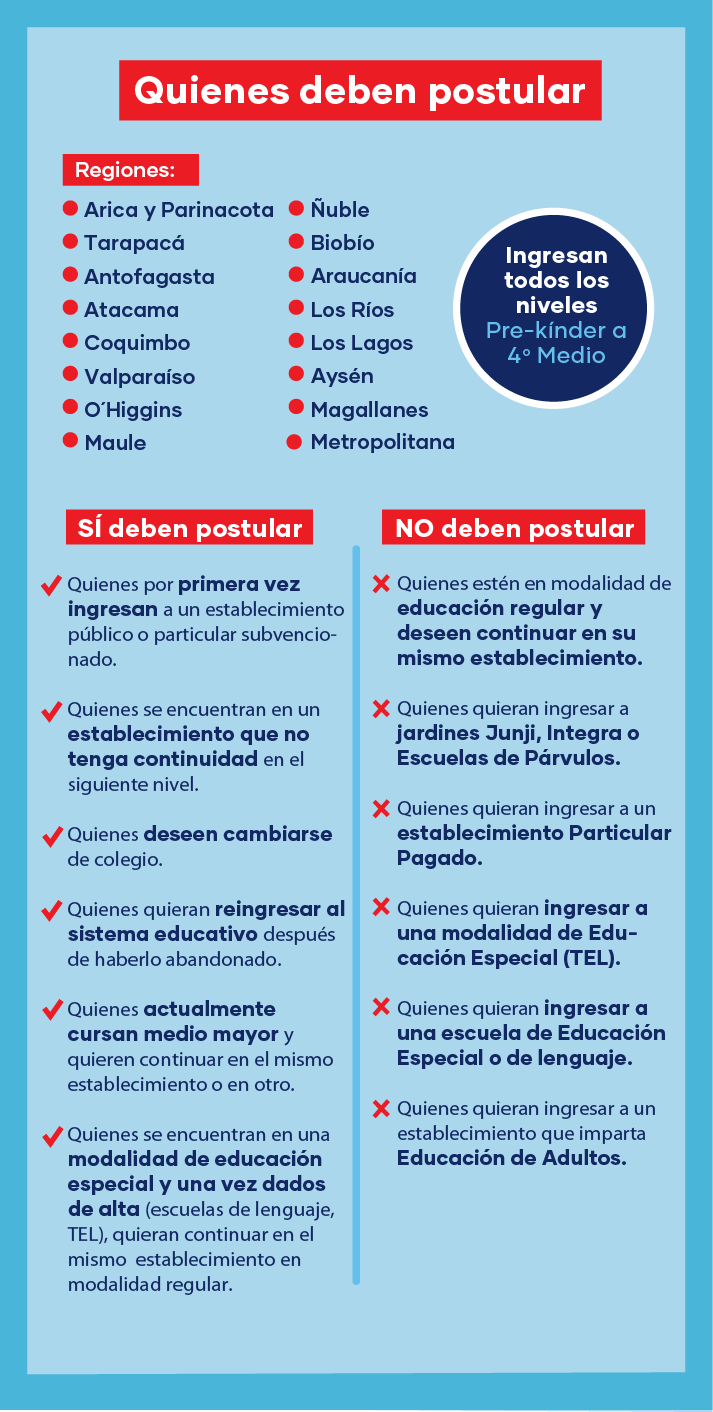 Quienes deben postular
Regiones:
Arica y Parinacota
Tarapacá
Antofagasta
Atacama
Coquimbo
Valparaíso
O´Higgins
Maule
Ñuble
Biobío
Araucanía
Los Ríos
Los Lagos
Aysén
Magallanes
Metropolitana
Ingresan
todos los
niveles
Pre-kínder a
4º Medio
SÍ deben postular
Quienes por primera vez
ingresan a un establecimiento
público o particular subvencio-
nado.
Quienes se encuentran en un
establecimiento que no
tenga continuidad en el
siguiente nivel.
Quienes deseen cambiarse
de colegio.
Quienes quieran reingresar al
sistema educativo después
de haberlo abandonado.
Quienes actualmente
cursan medio mayor y
quieren continuar en el mismo
establecimiento o en otro.
Quienes se encuentran en una
modalidad de educación
especial y una vez dados
de alta (escuelas de lenguaje,
TEL), quieran continuar en el
mismo establecimiento en
modalidad regular.
NO deben postular
Quienes estén en modalidad de
educación regular y
deseen continuar en su
mismo establecimiento.
Quienes quieran ingresar a
jardines Junji, Integra o
Escuelas de Párvulos.
Quienes quieran ingresar a un
establecimiento Particular
Pagado.
Quienes quieran ingresar a
una modalidad de Edu-
cación Especial (TEL).
Quienes quieran ingresar a
una escuela de Educación
Especial o de lenguaje.
Quienes quieran ingresar a un
establecimiento que imparta
Educación de Adultos.